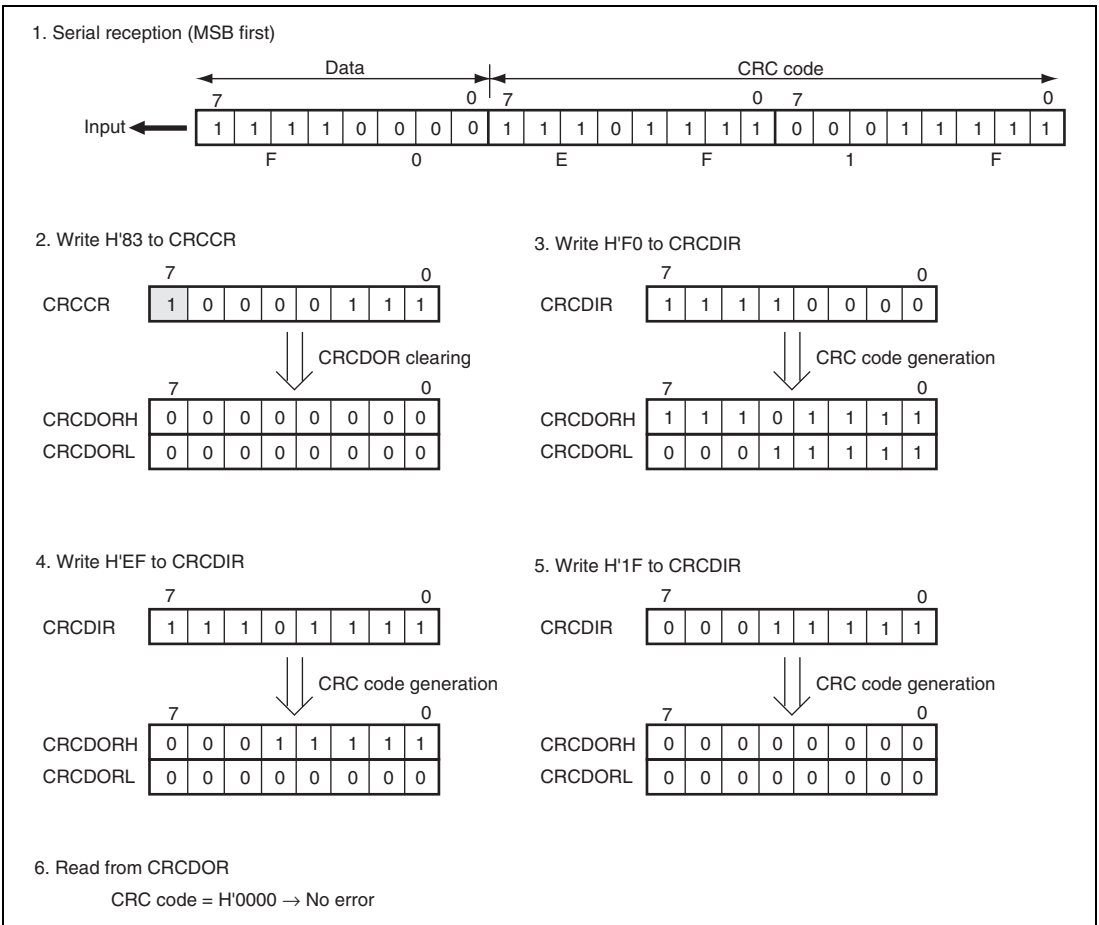 1. Serial reception (MSB first)
Data CRC code
7 0 7 0 7 0
Input 1 1 1 1 0 0 0 0 1 1 1 0 1 1 1 1 0 0 0 1 1 1 1 1
F 0 E F 1 F
2. Write H'83 to CRCCR
7 0
CRCCR 1 0 0 0 0 1 1 1
CRCDOR clearing
7 0
CRCDORH 0 0 0 0 0 0 0 0
CRCDORL 0 0 0 0 0 0 0 0
3. Write H'F0 to CRCDIR
7 0
CRCDIR 1 1 1 1 0 0 0 0
CRC code generation
7 0
CRCDORH 1 1 1 0 1 1 1 1
CRCDORL 0 0 0 1 1 1 1 1
4. Write H'EF to CRCDIR
7 0
CRCDIR 1 1 1 0 1 1 1 1
CRC code generation
7 0
CRCDORH 0 0 0 1 1 1 1 1
CRCDORL 0 0 0 0 0 0 0 0
5. Write H'1F to CRCDIR
7 0
CRCDIR 0 0 0 1 1 1 1 1
CRC code generation
7 0
CRCDORH 0 0 0 0 0 0 0 0
CRCDORL 0 0 0 0 0 0 0 0
6. Read from CRCDOR
CRC code = H'0000 → No error